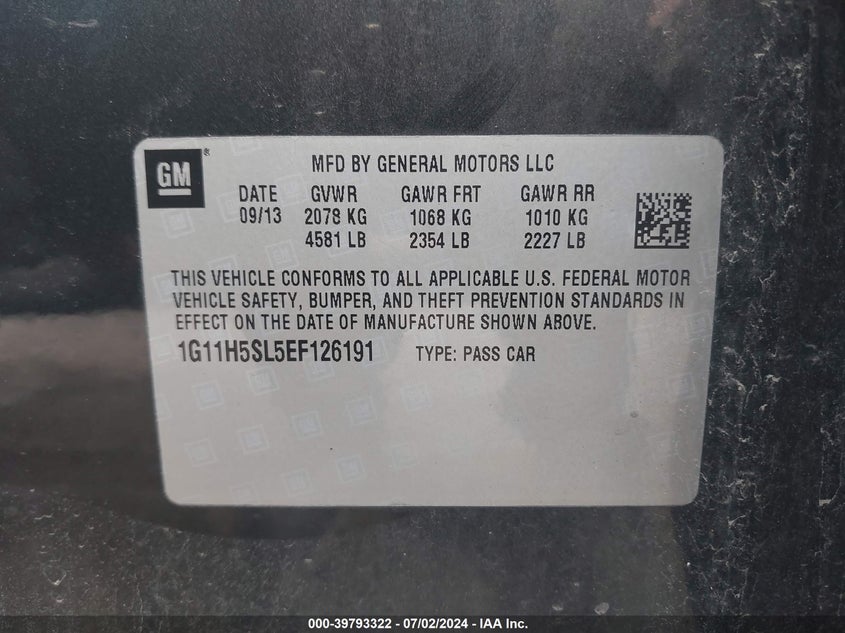 GM ®
MFD BY GENERAL MOTORS LLC
DATE GVWR GAWR FRT GAWR RR
09/13 2078 KG 1068 KG 1010 KG
4581 LB 2354 LB 2227 LB
THIS VEHICLE CONFORMS TO ALL APPLICABLE U.S. FEDERAL MOTOR
VEHICLE SAFETY, BUMPER, AND THEFT PREVENTION STANDARDS IN
EFFECT ON THE DATE OF MANUFACTURE SHOWN ABOVE.
1G11H5SL5EF126191 TYPE: PASS CAR
000-39793322 - 07/02/2024 - IAA Inc.